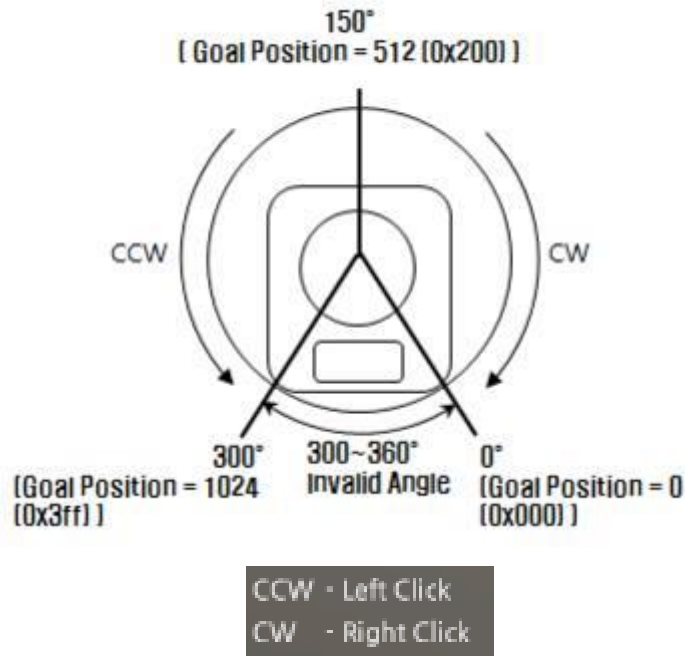 150°
( Goal Position = 512 (0x200) )
CCW
CW
300°
(Goal Position = 1024
(0x3ff) )
300~360°
Invalid Angle
0°
(Goal Position = 0
(0x000) )
CCW - Left Click
CW - Right Click